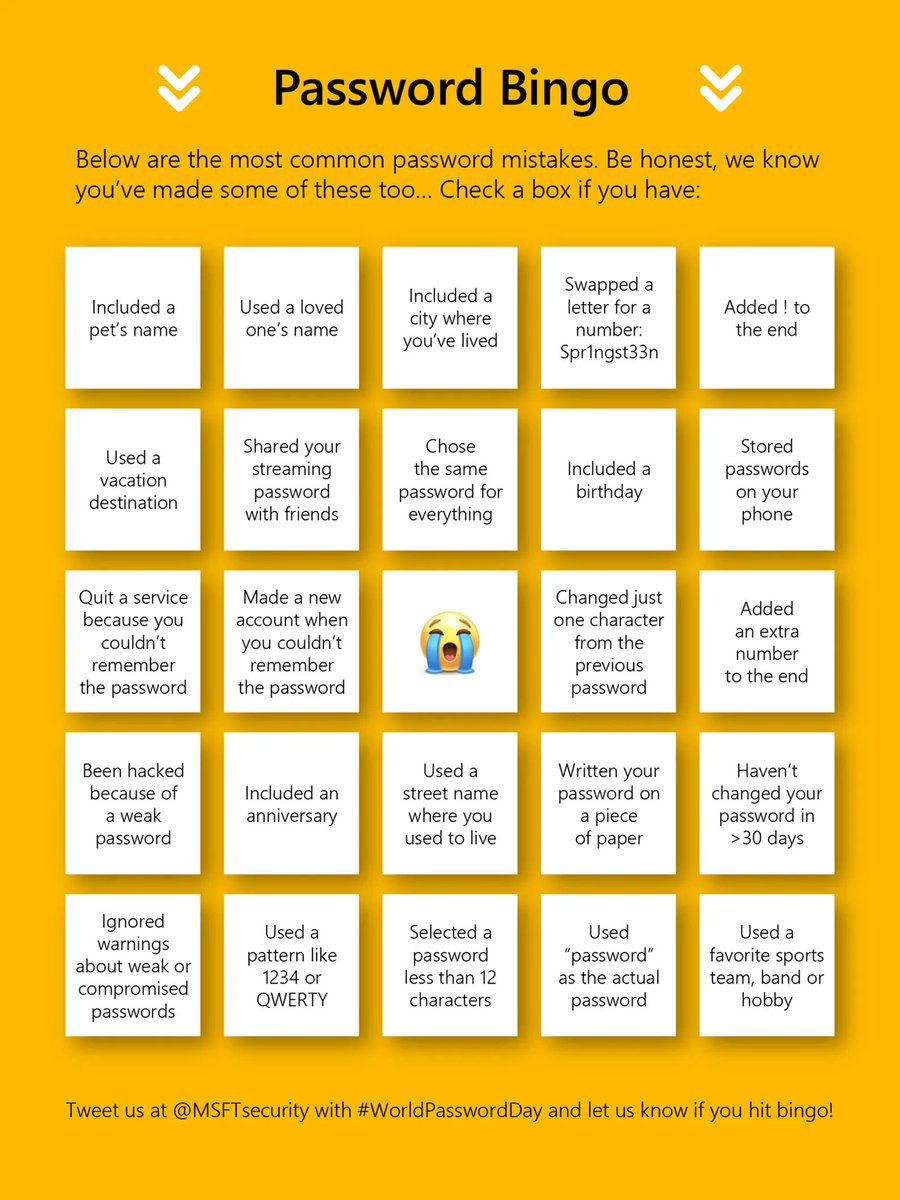 Password Bingo
Below are the most common password mistakes. Be honest, we know
you’ve made some of these too... Check a box if you have:
Included a
pet’s name
Used a loved
one’s name
Included a
city where
you’ve lived
Swapped a
letter for a
number:
Spr1ngst33n
Added ! to
the end
Used a
vacation
destination
Shared your
streaming
password
with friends
Chose
the same
password for
everything
Included a
birthday
Stored
passwords
on your
phone
Quit a service
because you
couldn’t
remember
the password
Made a new
account when
you couldn’t
remember
the password
Changed just
one character
from the
previous
password
Added
an extra
number
to the end
Been hacked
because of
a weak
password
Included an
anniversary
Used a
street name
where you
used to live
Written your
password on
a piece
of paper
Haven’t
changed your
password in
>30 days
Ignored
warnings
about weak or
compromised
passwords
Used a
pattern like
1234 or
QWERTY
Selected a
password
less than 12
characters
Used
“password”
as the actual
password
Used a
favorite sports
team, band or
hobby
Tweet us at @MSFTsecurity with #WorldPasswordDay and let us know if you hit bingo!